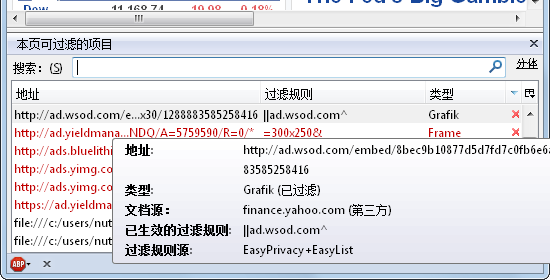 Dow 11,168.74 19.98 0.18%
The Fed's Big Gamble
本页可过滤的项目
搜索：(S) 分体
地址 过滤规则 类型
http://ad.wsod.com/e...x30/1288883585258416 ||ad.wsod.com^ Grafik
http://ad.yieldmana...NDQ/A=5759590/R=0/* =300x250& Frame
http://ads.bluelithi
http://ads.yimg.co
http://ads.yimg.co
https://ad.yieldman
file:///c:/users/nut
file:///c:/users/nut
地址: http://ad.wsod.com/embed/8bec9b10877d5d7fd7c0fb6e6a
83585258416
类型: Grafik (已过滤)
文档源： finance.yahoo.com (第三方)
已生效的过滤规则: ||ad.wsod.com^
过滤规则源: EasyPrivacy+EasyList
ABP